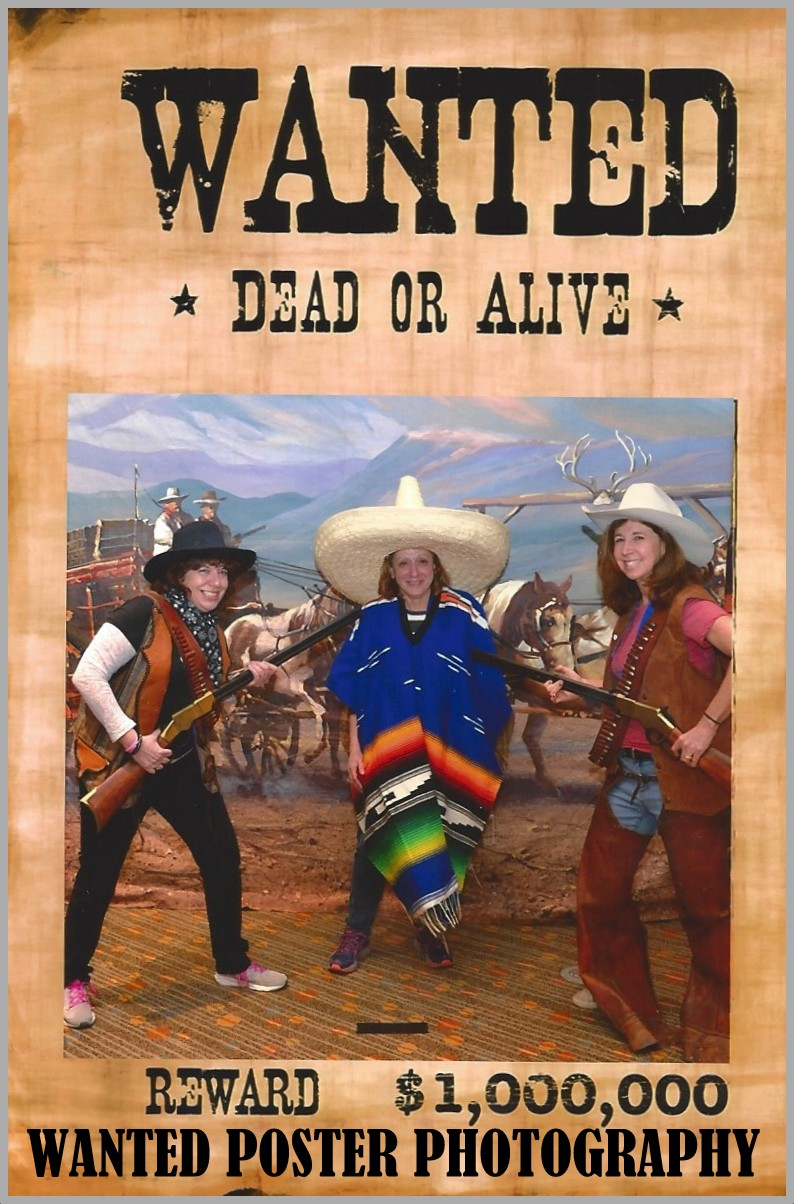 WANTED
★ DEAD OR ALIVE ★
REWARD $1,000,000
WANTED POSTER PHOTOGRAPHY